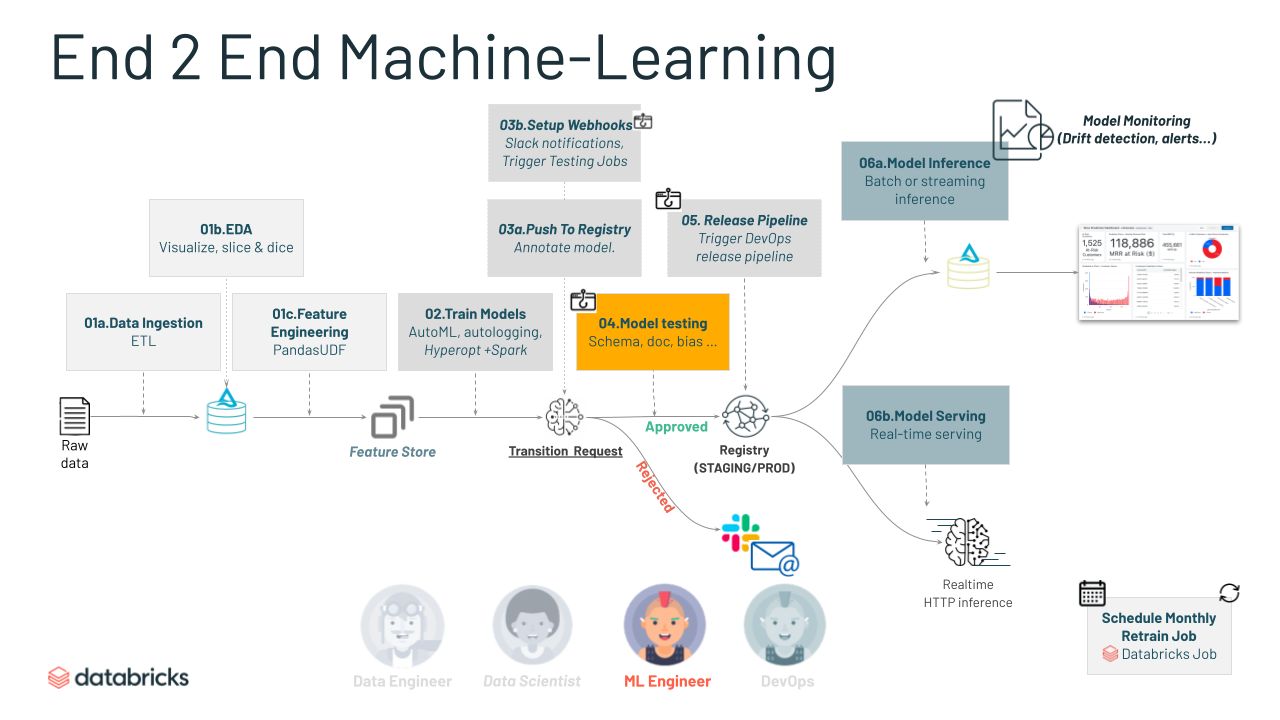 End 2 End Machine-Learning
03b.Setup Webhooks
Slack notifications,
Trigger Testing Jobs
Model Monitoring
(Drift detection, alerts...)
06a.Model Inference
Batch or streaming
inference
01b.EDA
Visualize, slice & dice
03a.Push To Registry
Annotate model.
05. Release Pipeline
Trigger DevOps
release pipeline
1,525
At-Risk
Customers
118,886
MRR at Risk ($)
01a.Data Ingestion
ETL
01c.Feature
Engineering
PandasUDF
02.Train Models
AutoML, autologging,
Hyperopt +Spark
04.Model testing
Schema, doc, bias ...
06b.Model Serving
Real-time serving
Raw
data
Feature Store
Transition Request
Approved
Rejected
Registry
(STAGING/PROD)
Realtime
HTTP inference
Schedule Monthly
Retrain Job
Databricks Job
databricks
Data Engineer
Data Scientist
ML Engineer
DevOps